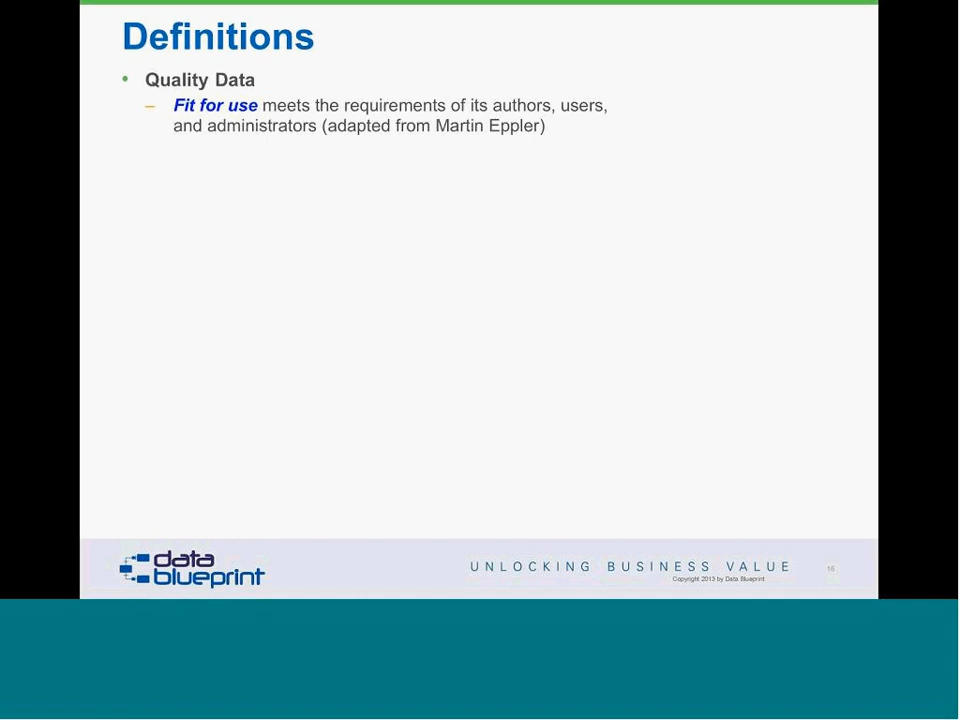 Definitions
• Quality Data
– Fit for use meets the requirements of its authors, users,
and administrators (adapted from Martin Eppler)
data
blueprint
UNLOCKING BUSINESS VALUE
Copyright 2013 by Data Blueprint
16